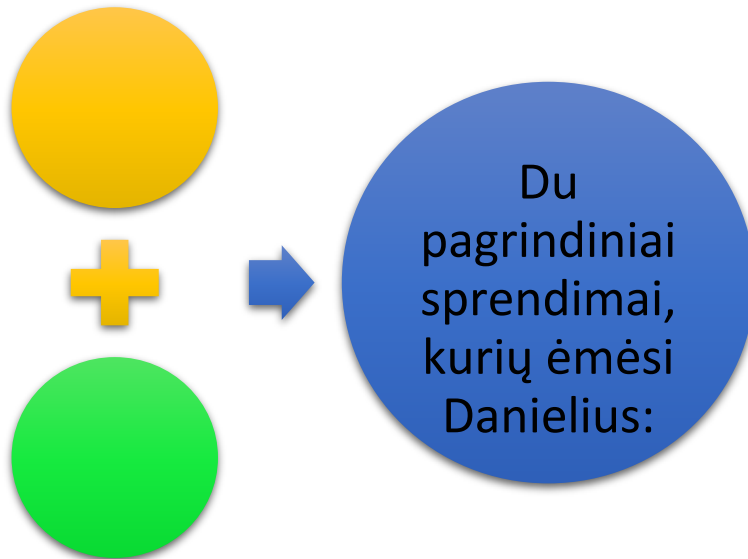 Du
pagrindiniai
sprendimai,
kurių ėmėsi
Danielius: